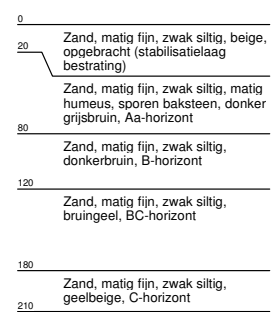 0
Zand, matig fijn, zwak siltig, beige,
20
opgebracht (stabilisatielaag
bestrating)
Zand, matig fijn, zwak siltig, matig
humeus, sporen baksteen, donker
grijsbruin, Aa-horizont
80
Zand, matig fijn, zwak siltig,
donkerbruin, B-horizont
120
Zand, matig fijn, zwak siltig,
bruingeel, BC-horizont
180
Zand, matig fijn, zwak siltig,
geelbeige, C-horizont
210